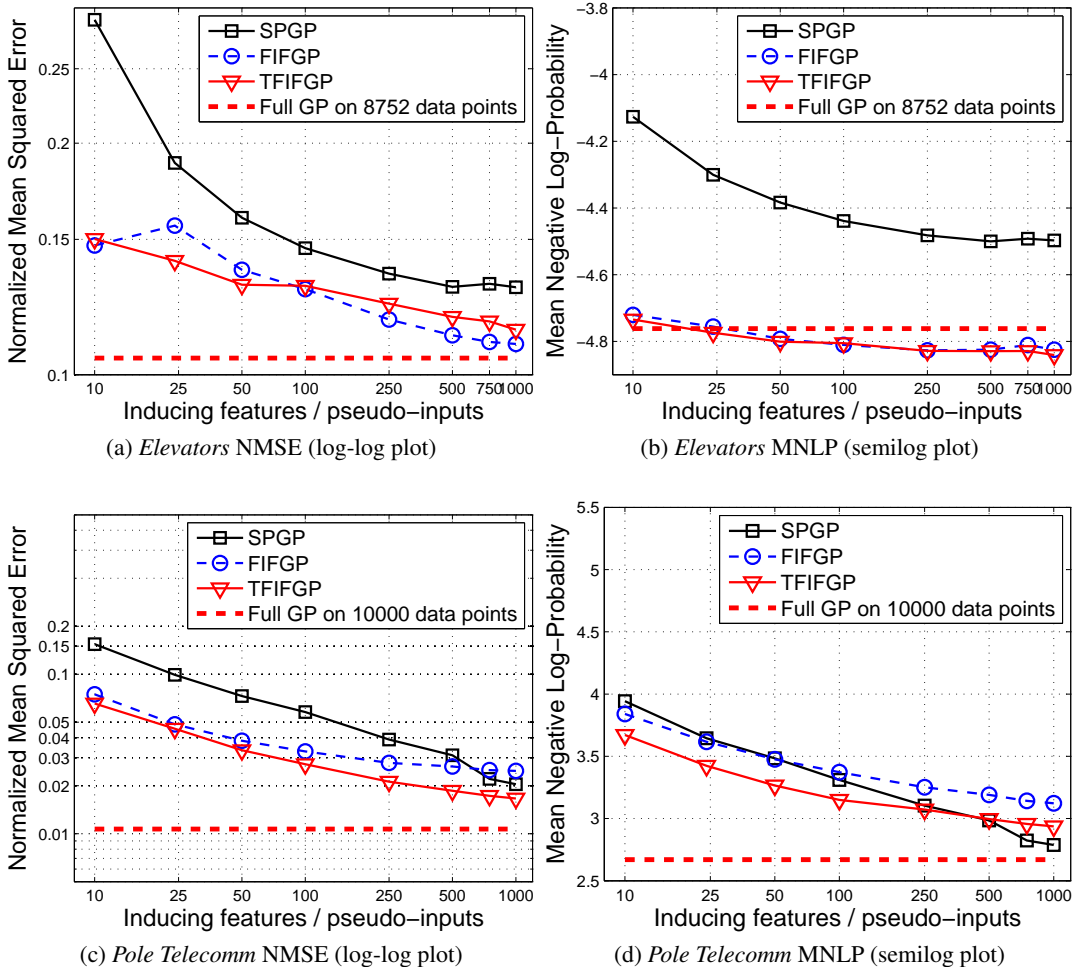 SPGP
FIFGP
TFIFGP
Full GP on 8752 data points
0.25
0.2
0.15
0.1
Normalized Mean Squared Error
10 25 50 100 250 500 750 1000
Inducing features / pseudo−inputs
(a) Elevators NMSE (log-log plot)
−3.8
−4
−4.2
−4.4
−4.6
−4.8
Mean Negative Log−Probability
SPGP
FIFGP
TFIFGP
Full GP on 8752 data points
10 25 50 100 250 500 750 1000
Inducing features / pseudo−inputs
(b) Elevators MNLP (semilog plot)
SPGP
FIFGP
TFIFGP
Full GP on 10000 data points
0.2
0.15
0.1
0.05
0.04
0.03
0.02
0.01
Normalized Mean Squared Error
10 25 50 100 250 500 1000
Inducing features / pseudo−inputs
(c) Pole Telecomm NMSE (log-log plot)
5.5
5
4.5
4
3.5
3
2.5
Mean Negative Log−Probability
SPGP
FIFGP
TFIFGP
Full GP on 10000 data points
10 25 50 100 250 500 1000
Inducing features / pseudo−inputs
(d) Pole Telecomm MNLP (semilog plot)